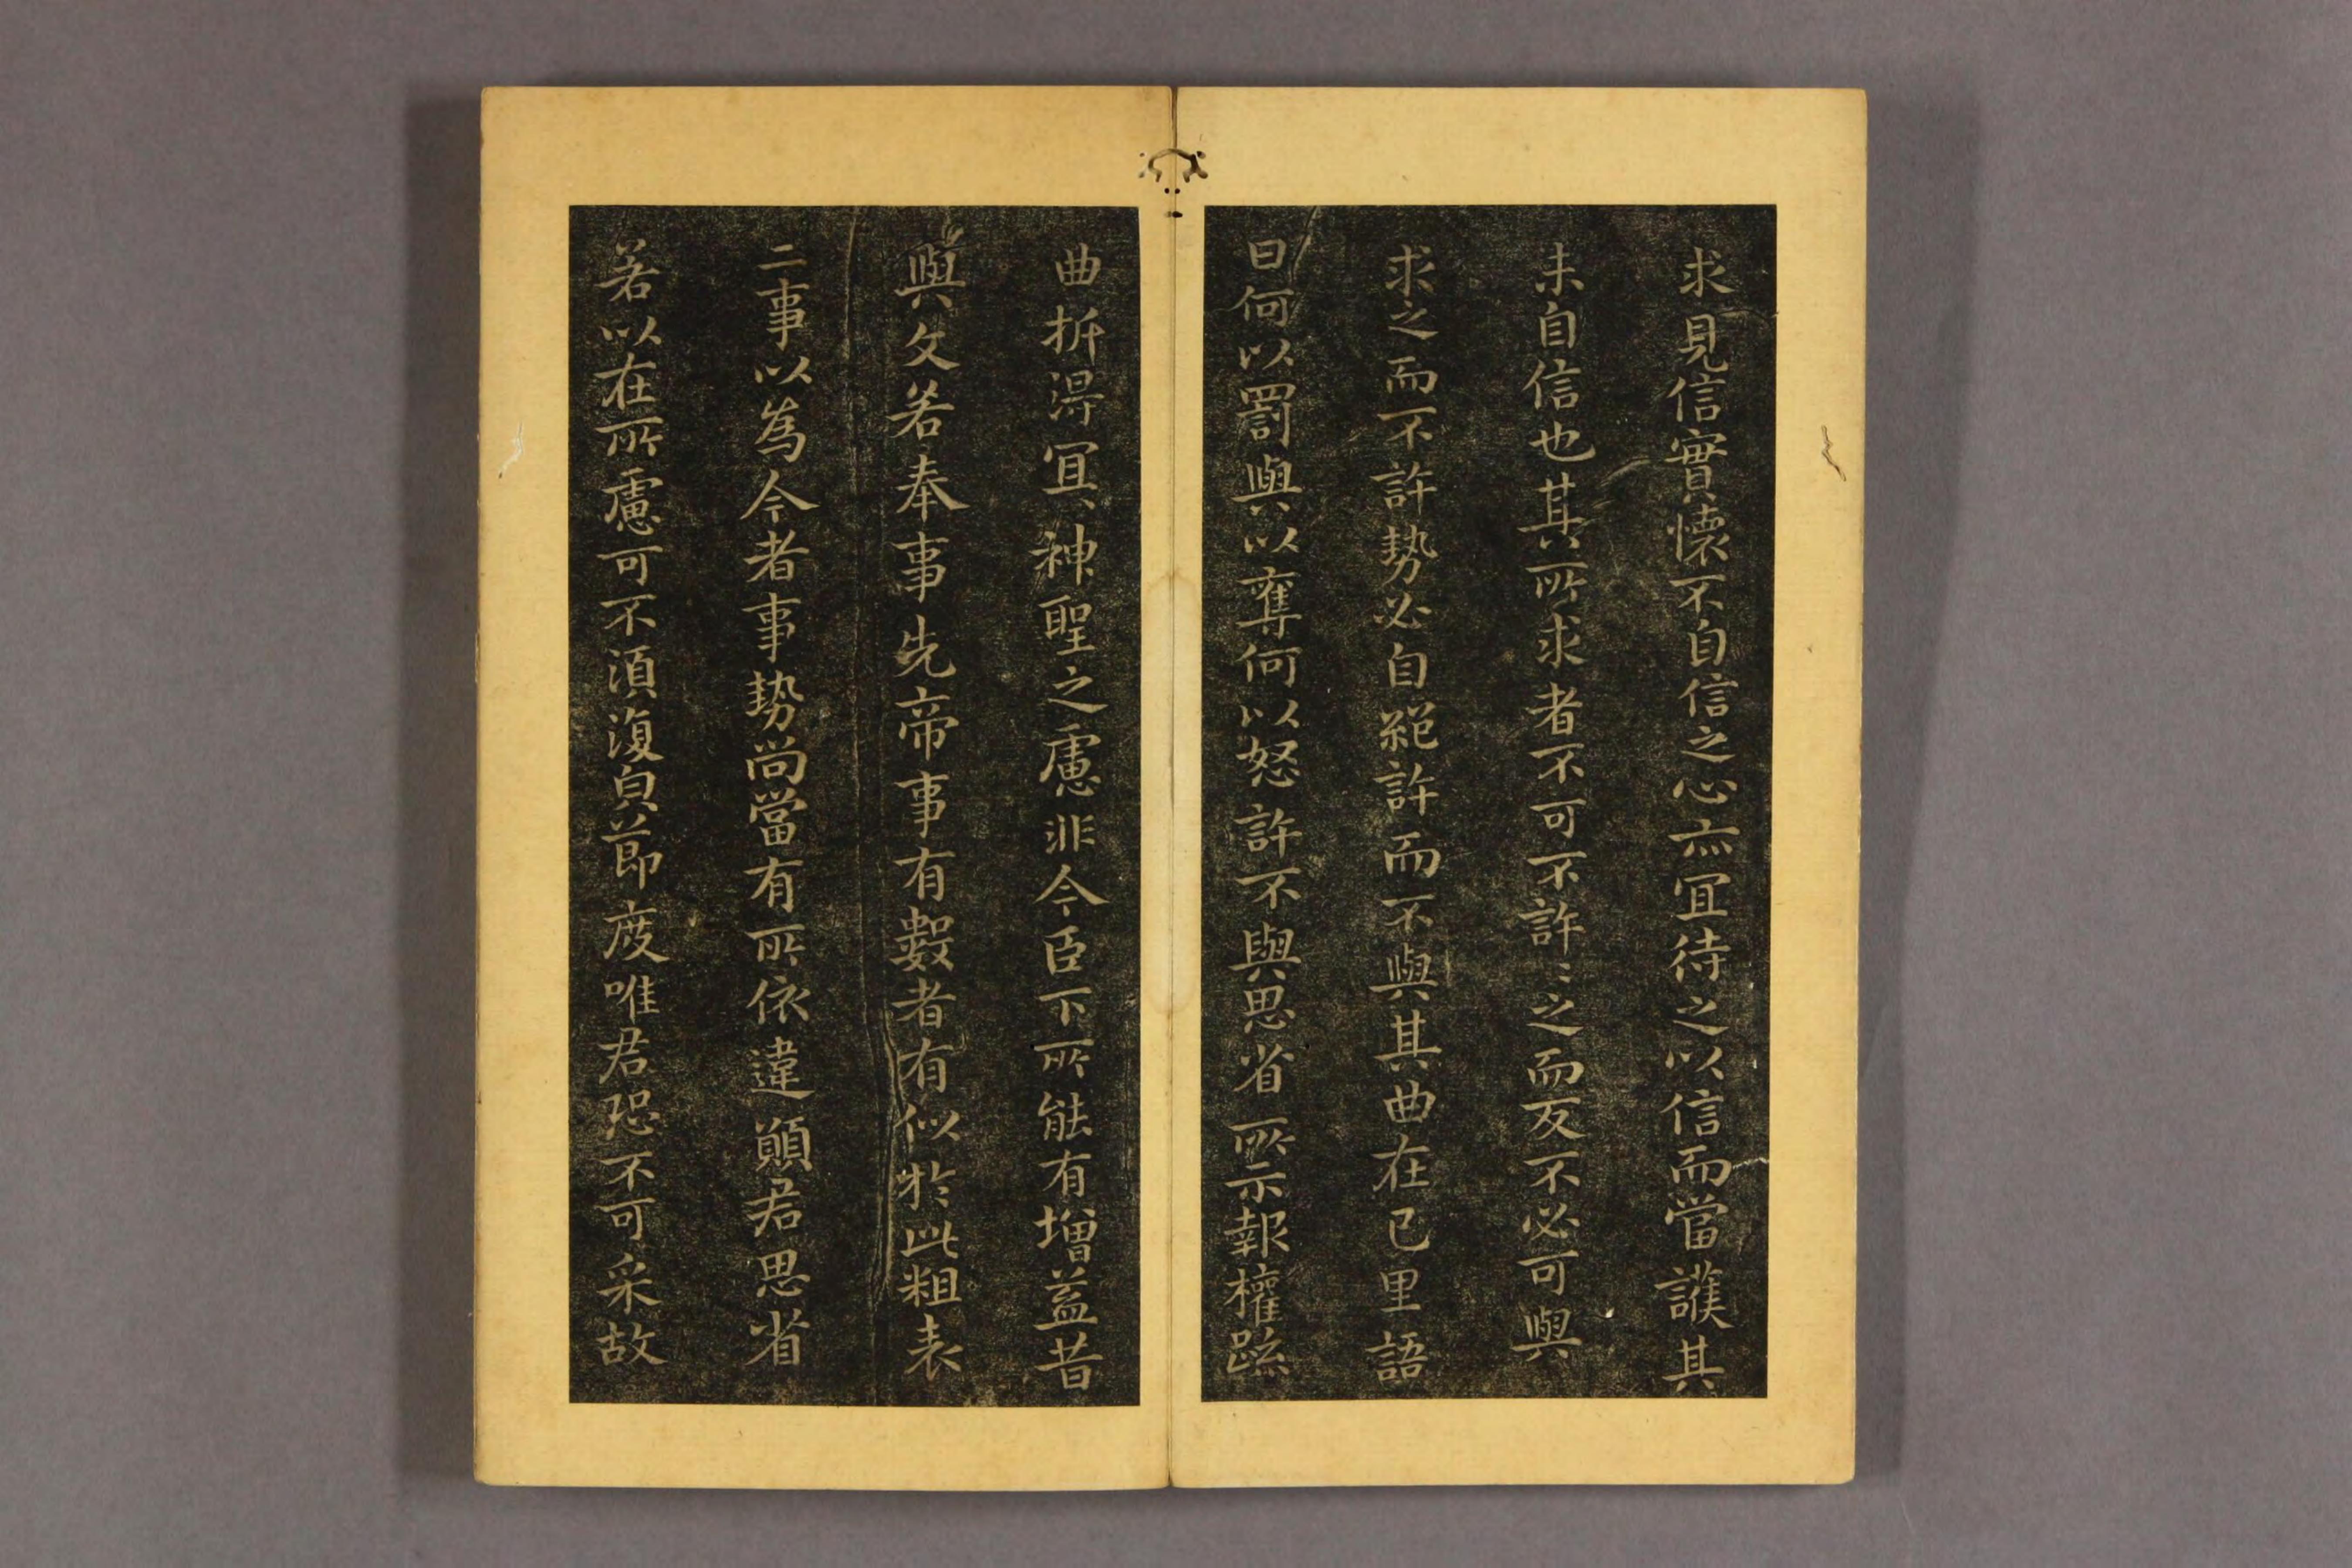 求見信實懷不自信之心亦宜待之以信而當護其
未自信也其所求者不可不許許之而反不必可與
求之而不許勢必自絕許而不與其曲在己里語
曰何以罰與以奪何以怒許不與思省所示報權疏
曲折得宜神聖之慮非今臣下所能有增益昔
與文若奉事先帝事有數者有似於此粗表
二事以為今者事勢尚當有所依違願君思省
若以在所慮可不須復貞節度唯君恐不可采故